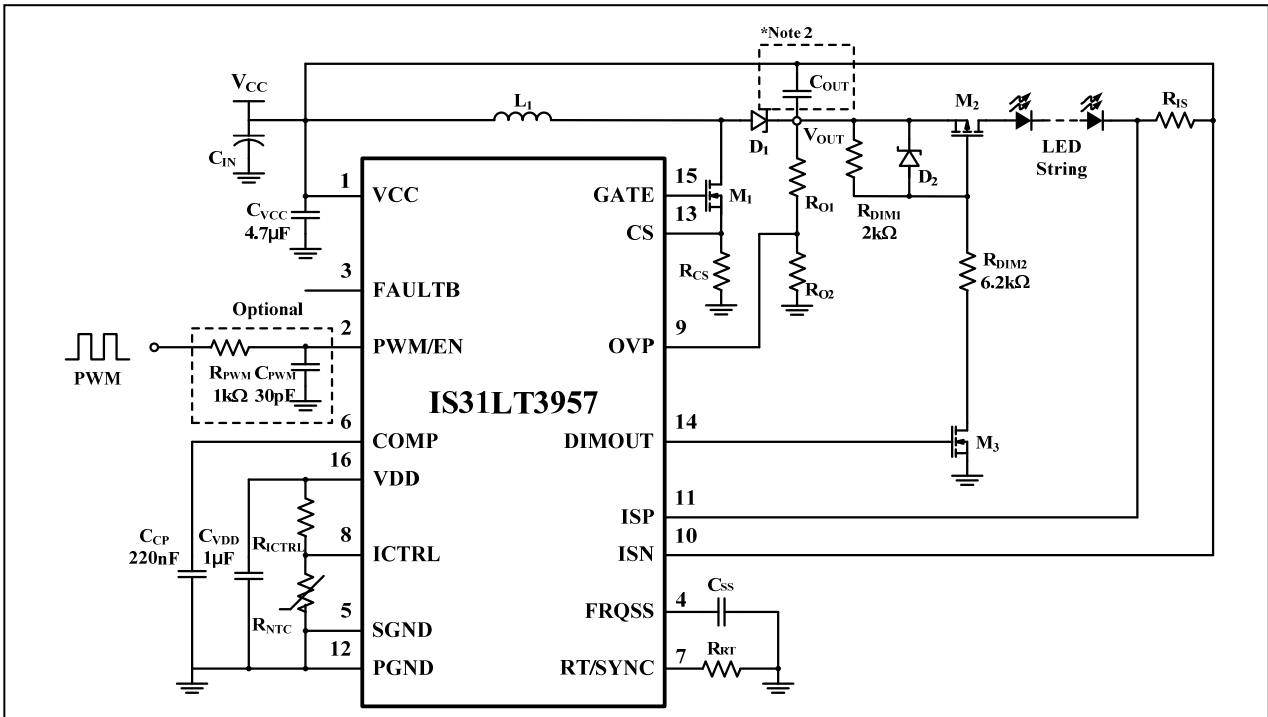 *Note 2
VCC
COUT
L1
M2
RIS
CIN
D1
VOUT
LED
String
D2
1
VCC
15
GATE
M1
RO1
CVCC
4.7µF
13
CS
RDIM1
2kΩ
RCS
RO2
RDIM2
6.2kΩ
3
FAULTB
Optional
2
PWM/EN
9
OVP
PWM
RPWM
1kΩ
CPWM
30pF
IS31LT3957
6
COMP
14
DIMOUT
M3
16
VDD
11
ISP
CCP
220nF
CVDD
1µF
RICTRL
8
ICTRL
10
ISN
CSS
4
FRQSS
RNTC
5
SGND
12
PGND
7
RT/SYNC
RRT